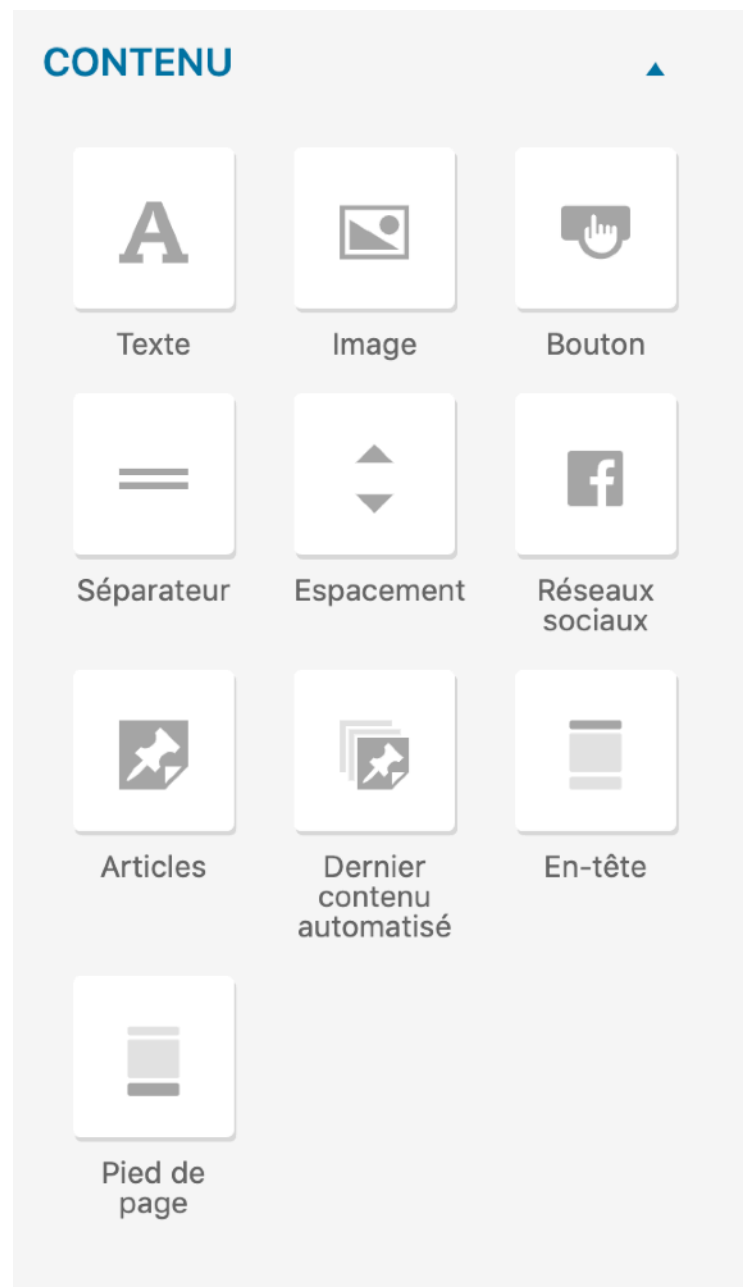 CONTENU
Texte
Image
Bouton
Séparateur
Espacement
Réseaux
sociaux
Articles
Dernier
contenu
automatisé
En-tête
Pied de
page